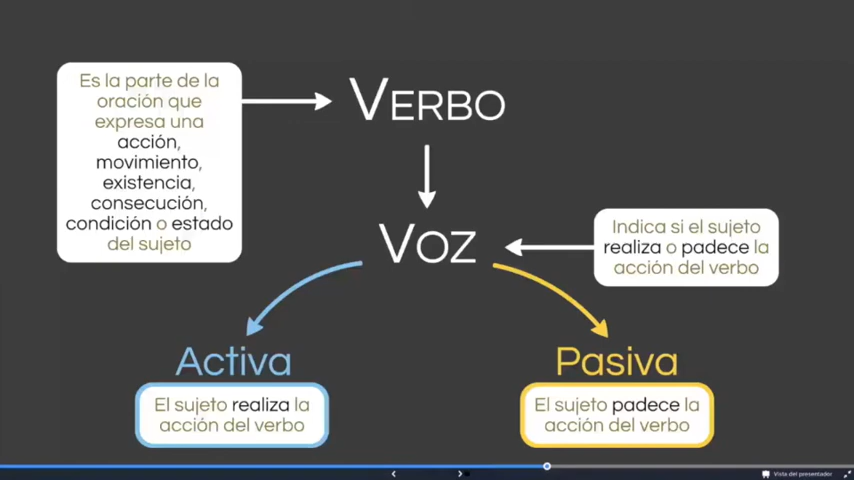 Es la parte de la
oración que
expresa una
acción,
movimiento,
existencia,
consecución,
condición o estado
del sujeto
VERBO
VOZ
Indica si el sujeto
realiza o padece la
acción del verbo
Activa
El sujeto realiza la
acción del verbo
Pasiva
El sujeto padece la
acción del verbo
Vista del presentador